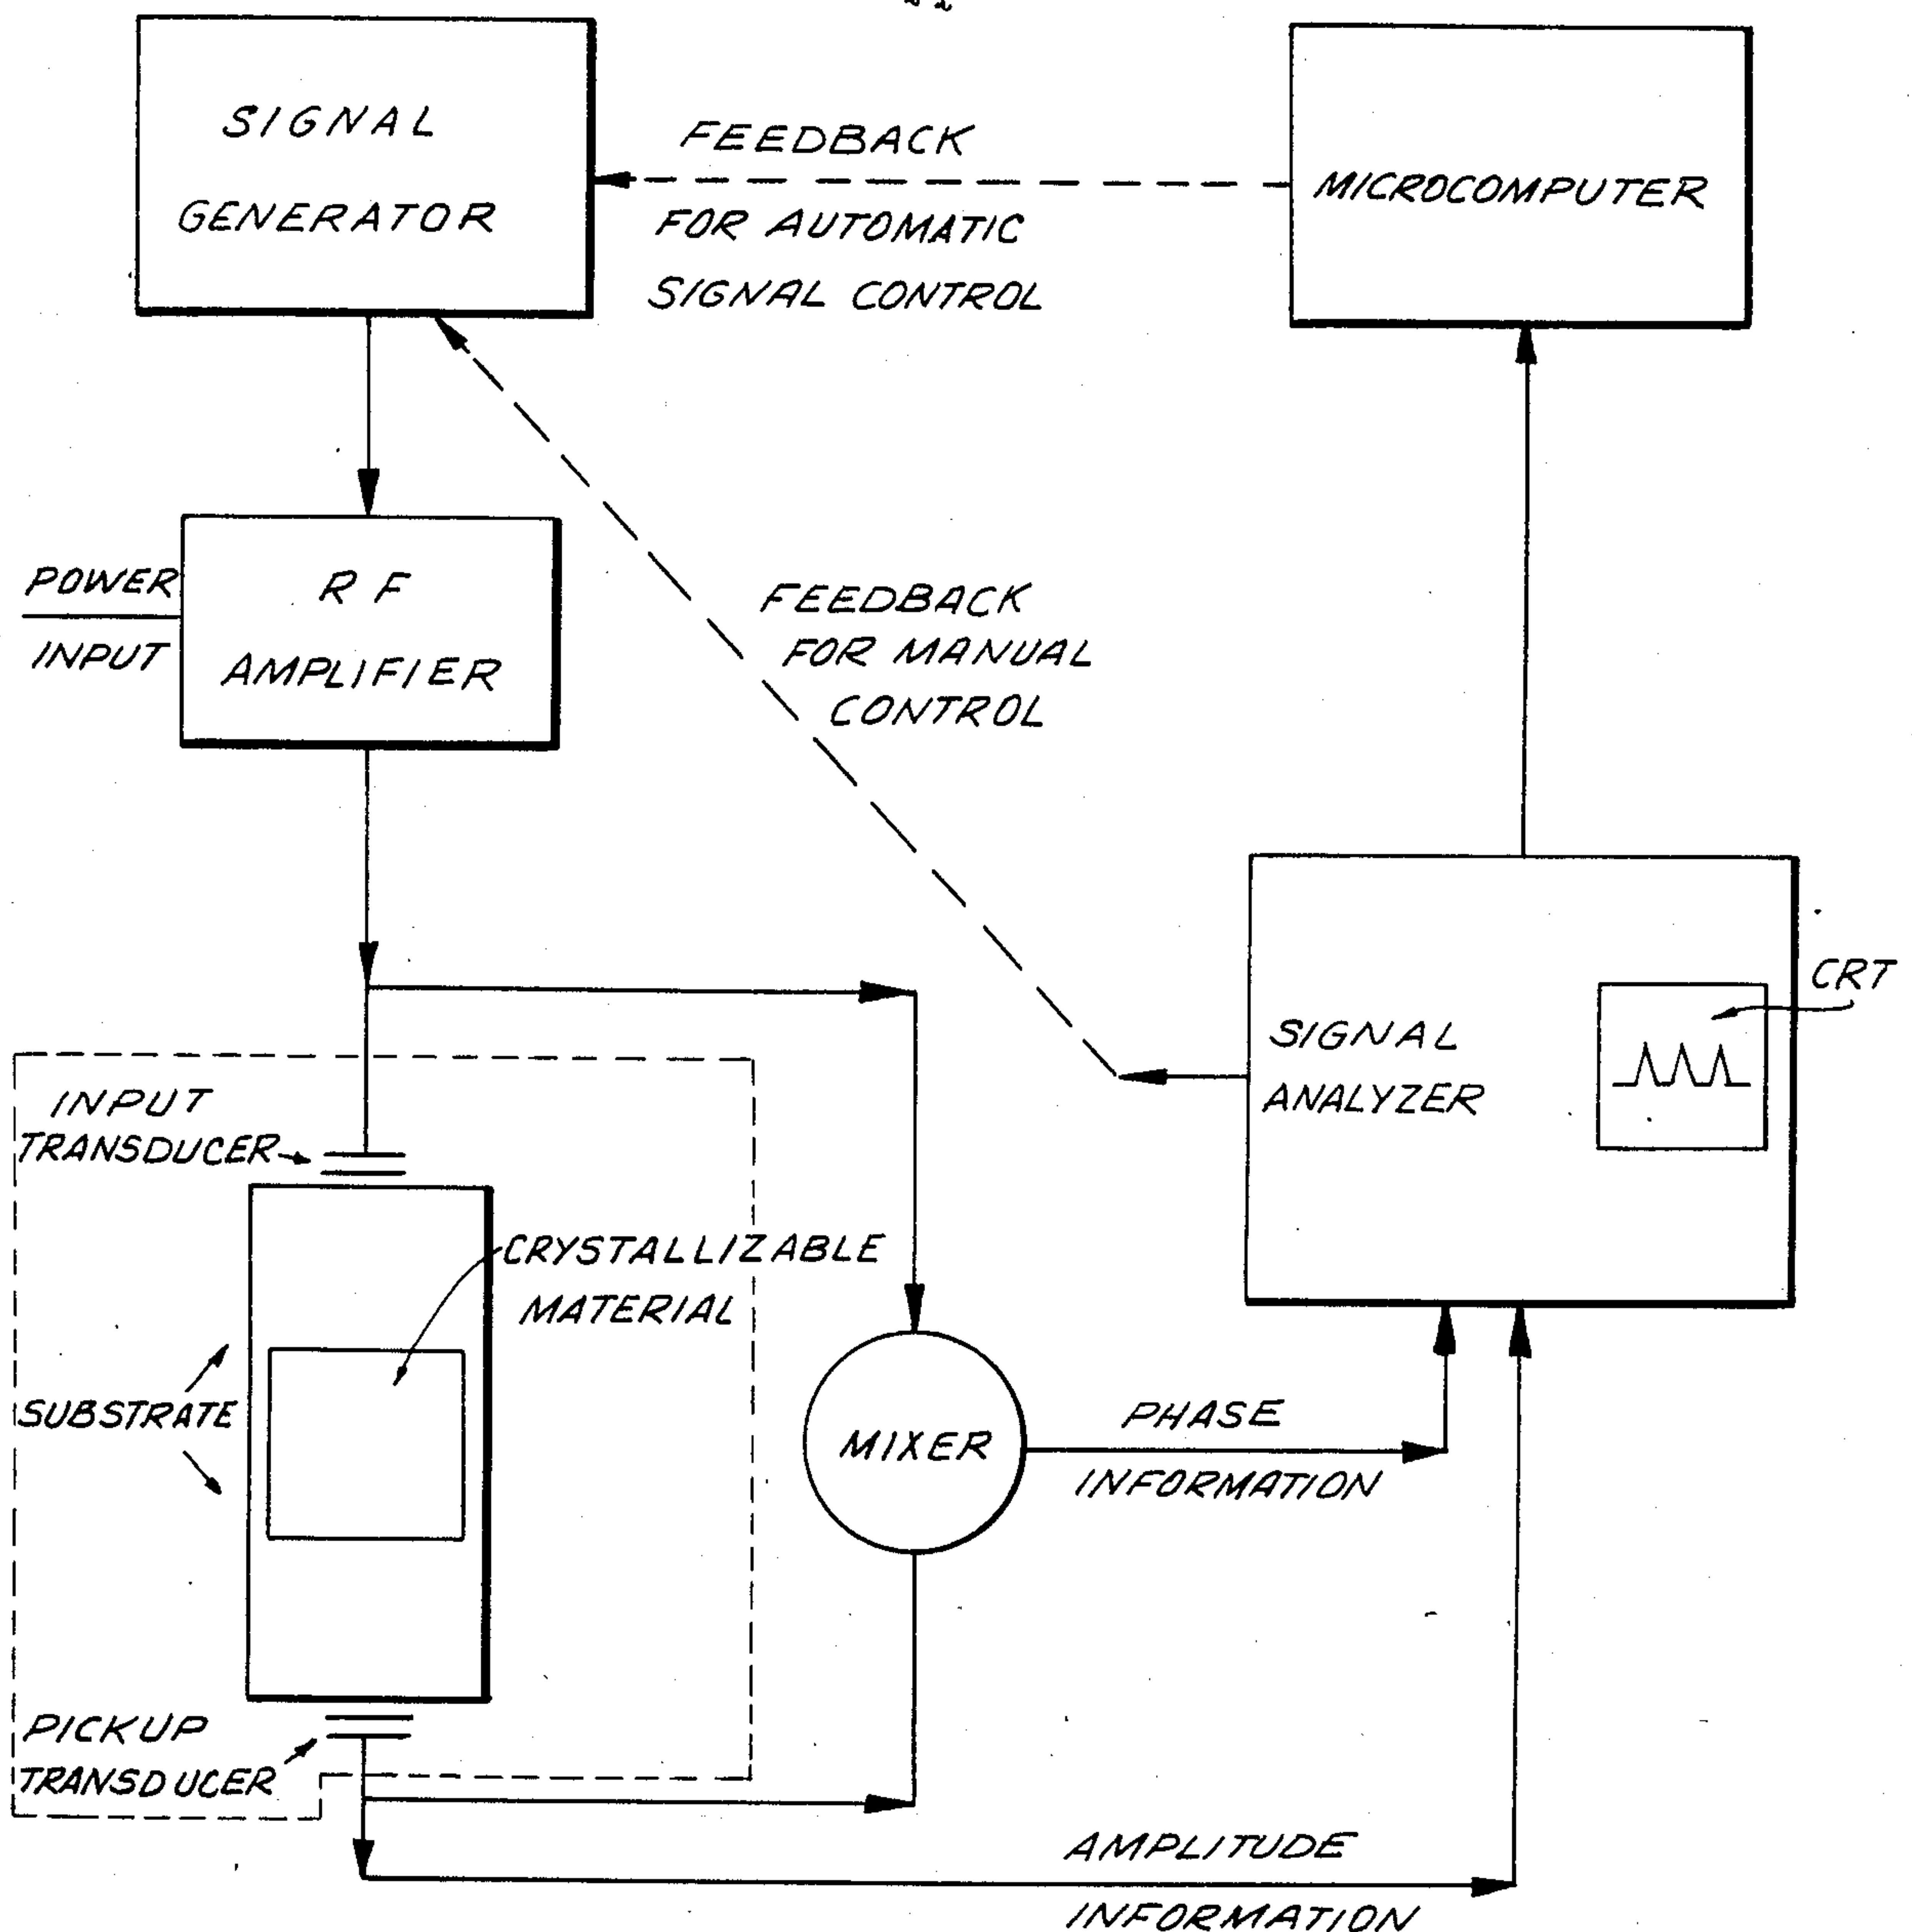 SIGNAL
GENERATOR
FEEDBACK
FOR AUTOMATIC
SIGNAL CONTROL
MICROCOMPUTER
POWER
INPUT
RF
AMPLIFIER
FEEDBACK
FOR MANUAL
CONTROL
SIGNAL
ANALYZER
CRT
INPUT
TRANSDUCER
CRYSTALLIZABLE
MATERIAL
SUBSTRATE
MIXER
PHASE
INFORMATION
PICKUP
TRANSDUCER
AMPLITUDE
INFORMATION